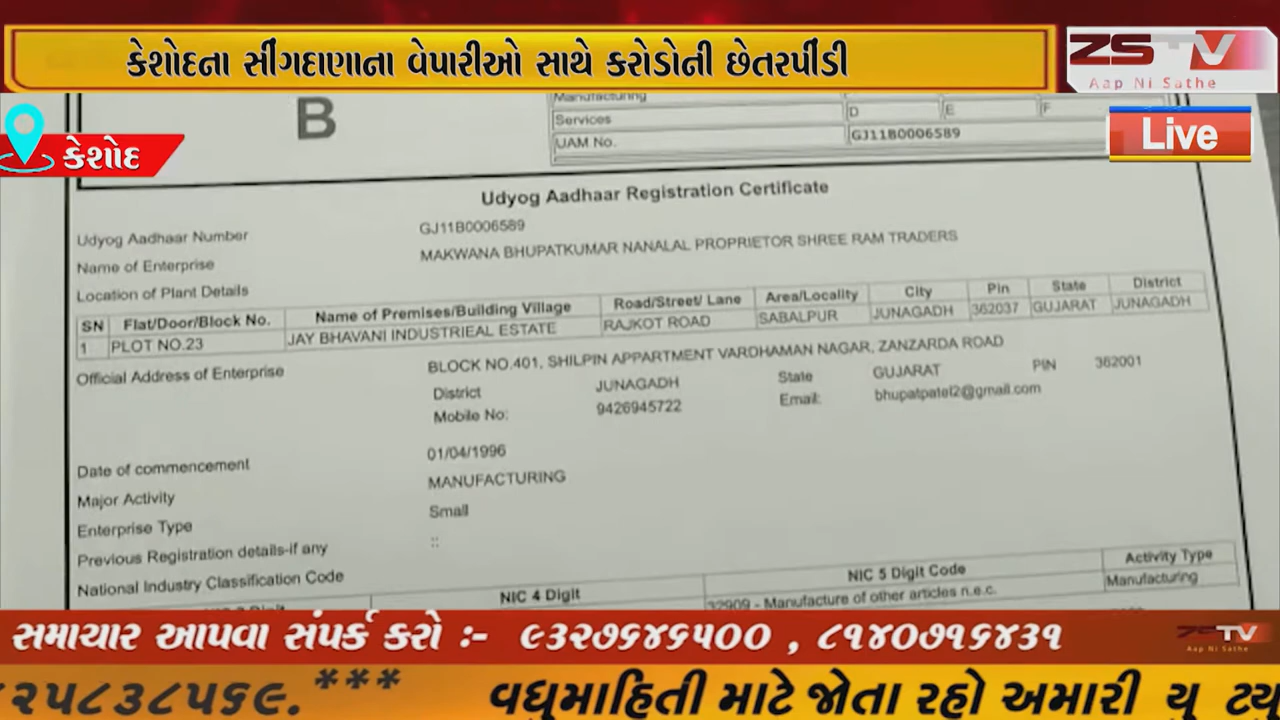 કેશોદના સીંગદાણાના વેપારીઓ સાથે કરોડોની છેતરપીંડી
ZSTV
Aap Ni Sathe
Live
કેશોદ
B
Manufacturing
Services D E F
UAM No. GJ11B0006589
Udyog Aadhaar Registration Certificate
Udyog Aadhaar Number GJ11B0006589
Name of Enterprise MAKWANA BHUPATKUMAR NANALAL PROPRIETOR SHREE RAM TRADERS
Location of Plant Details
SN Flat/Door/Block No. Name of Premises/Building Village Road/Street/ Lane Area/Locality City Pin State District
1 PLOT NO.23 JAY BHAVANI INDUSTRIEAL ESTATE RAJKOT ROAD SABALPUR JUNAGADH 362037 GUJARAT JUNAGADH
Official Address of Enterprise BLOCK NO.401, SHILPIN APPARTMENT VARDHAMAN NAGAR, ZANZARDA ROAD
District JUNAGADH State GUJARAT PIN 362001
Mobile No: 9426945722 Email: bhupatpatel2@gmail.com
Date of commencement 01/04/1996
Major Activity MANUFACTURING
Enterprise Type Small
Previous Registration details-if any ::
National Industry Classification Code
NIC 4 Digit NIC 5 Digit Code Activity Type
32909 - Manufacture of other articles n.e.c. Manufacturing
સમાચાર આપવા સંપર્ક કરો :- ૯૩૨૭૬૪૬૫૦૦ , ૮૧૪૦૭૧૬૪૩૧
ZSTV
Aap Ni Sathe
૨૫૮૩૮૫૬૯. *** વધુમાહિતી માટે જોતા રહો અમારી યુ ટ્યુ